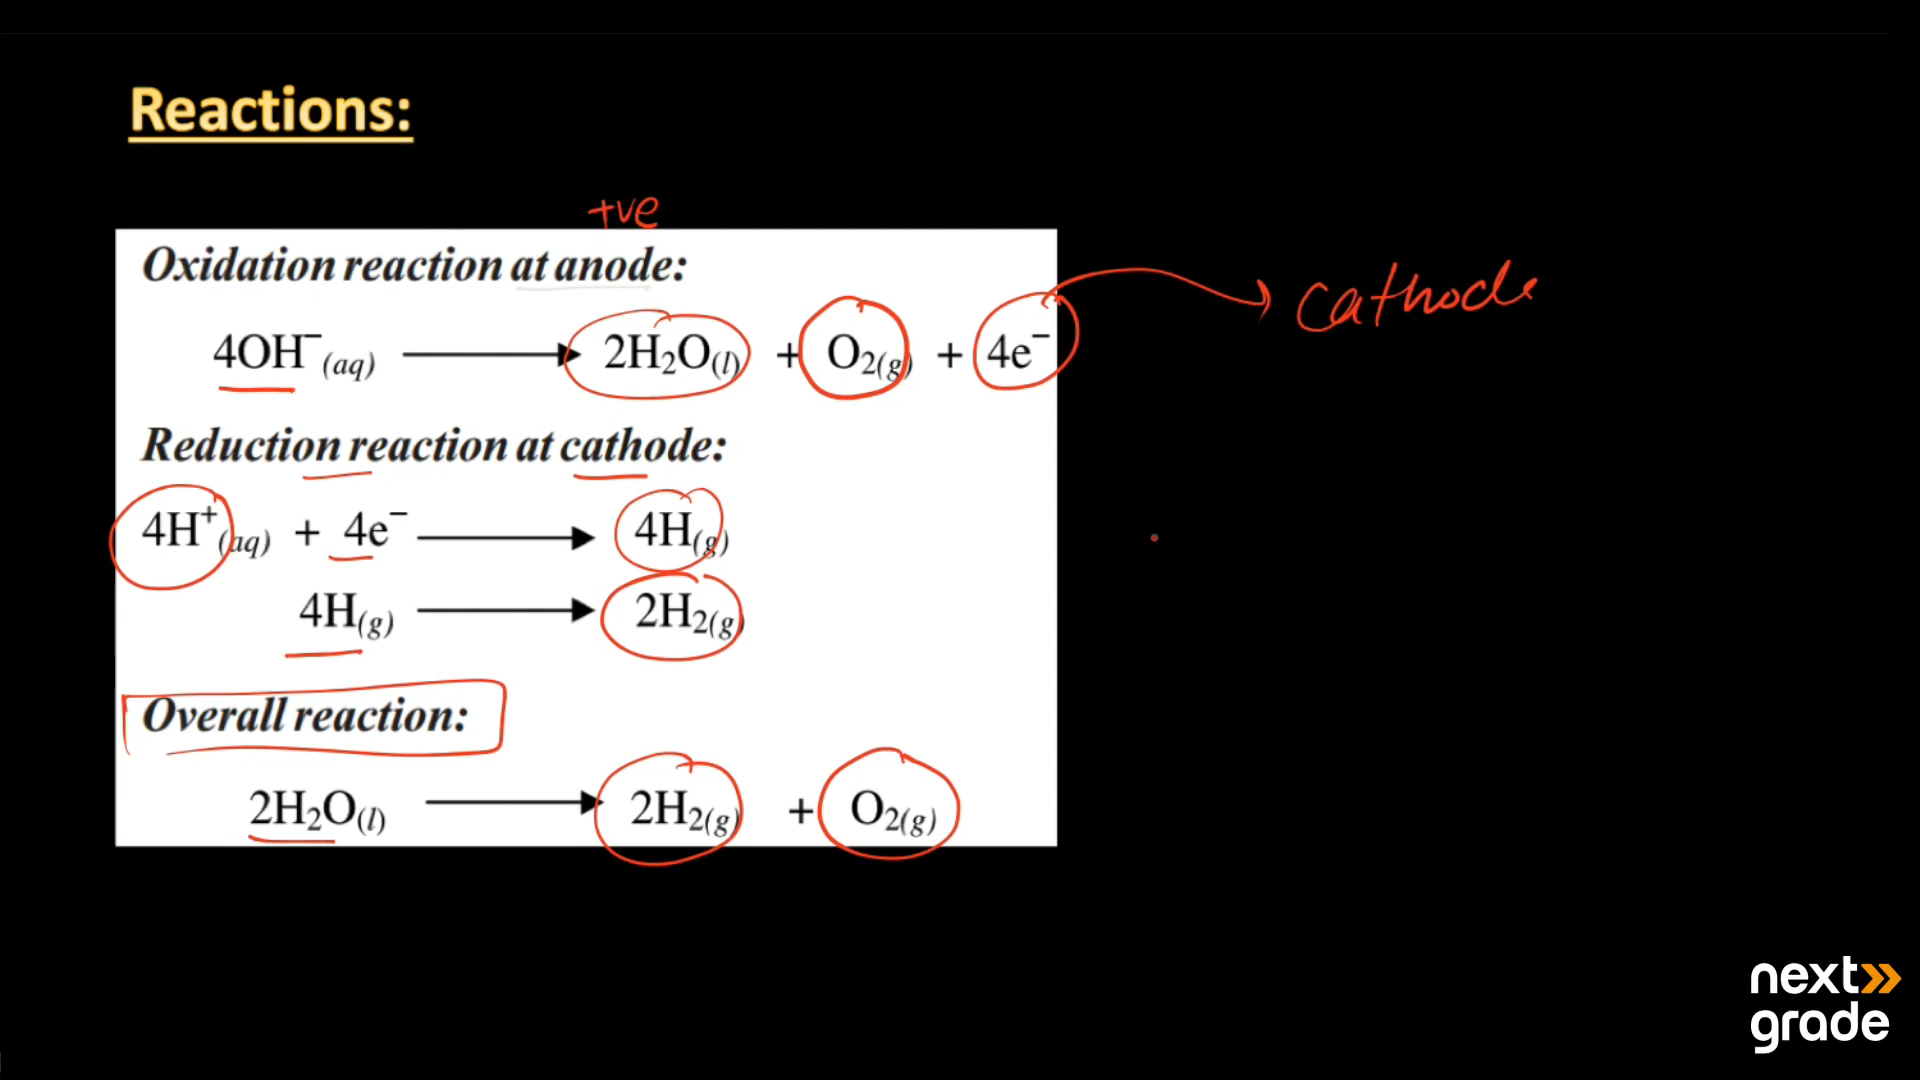 Reactions:
+ve
Oxidation reaction at anode:
4OH⁻(aq) ⟶ 2H₂O(l) + O₂(g) + 4e⁻ → cathode
Reduction reaction at cathode:
4H⁺(aq) + 4e⁻ ⟶ 4H(g)
4H(g) ⟶ 2H₂(g)
Overall reaction:
2H₂O(l) ⟶ 2H₂(g) + O₂(g)
next
grade